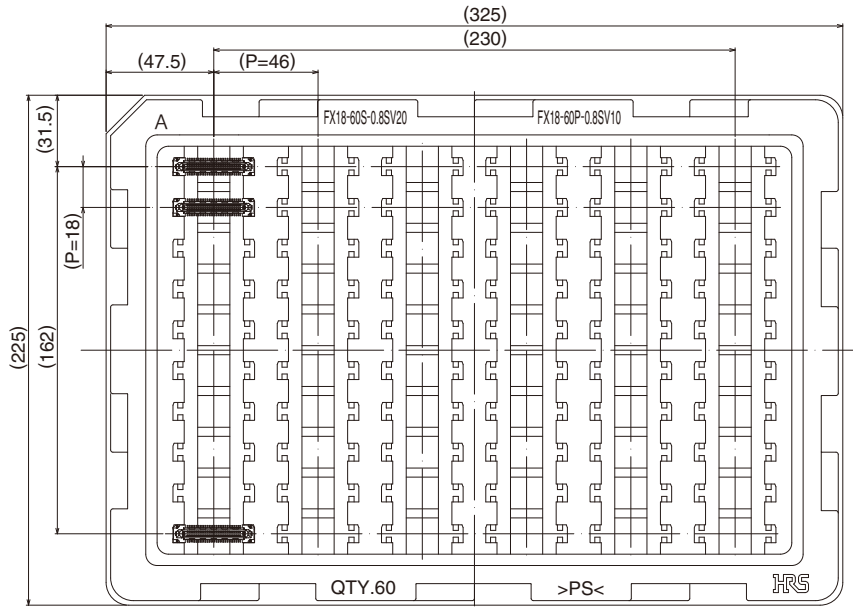 (325)
(230)
(47.5)
(P=46)
(31.5)
A
FX18-60S-0.8SV20
FX18-60P-0.8SV10
(P=18)
(225)
(162)
QTY.60
>PS<
HRS